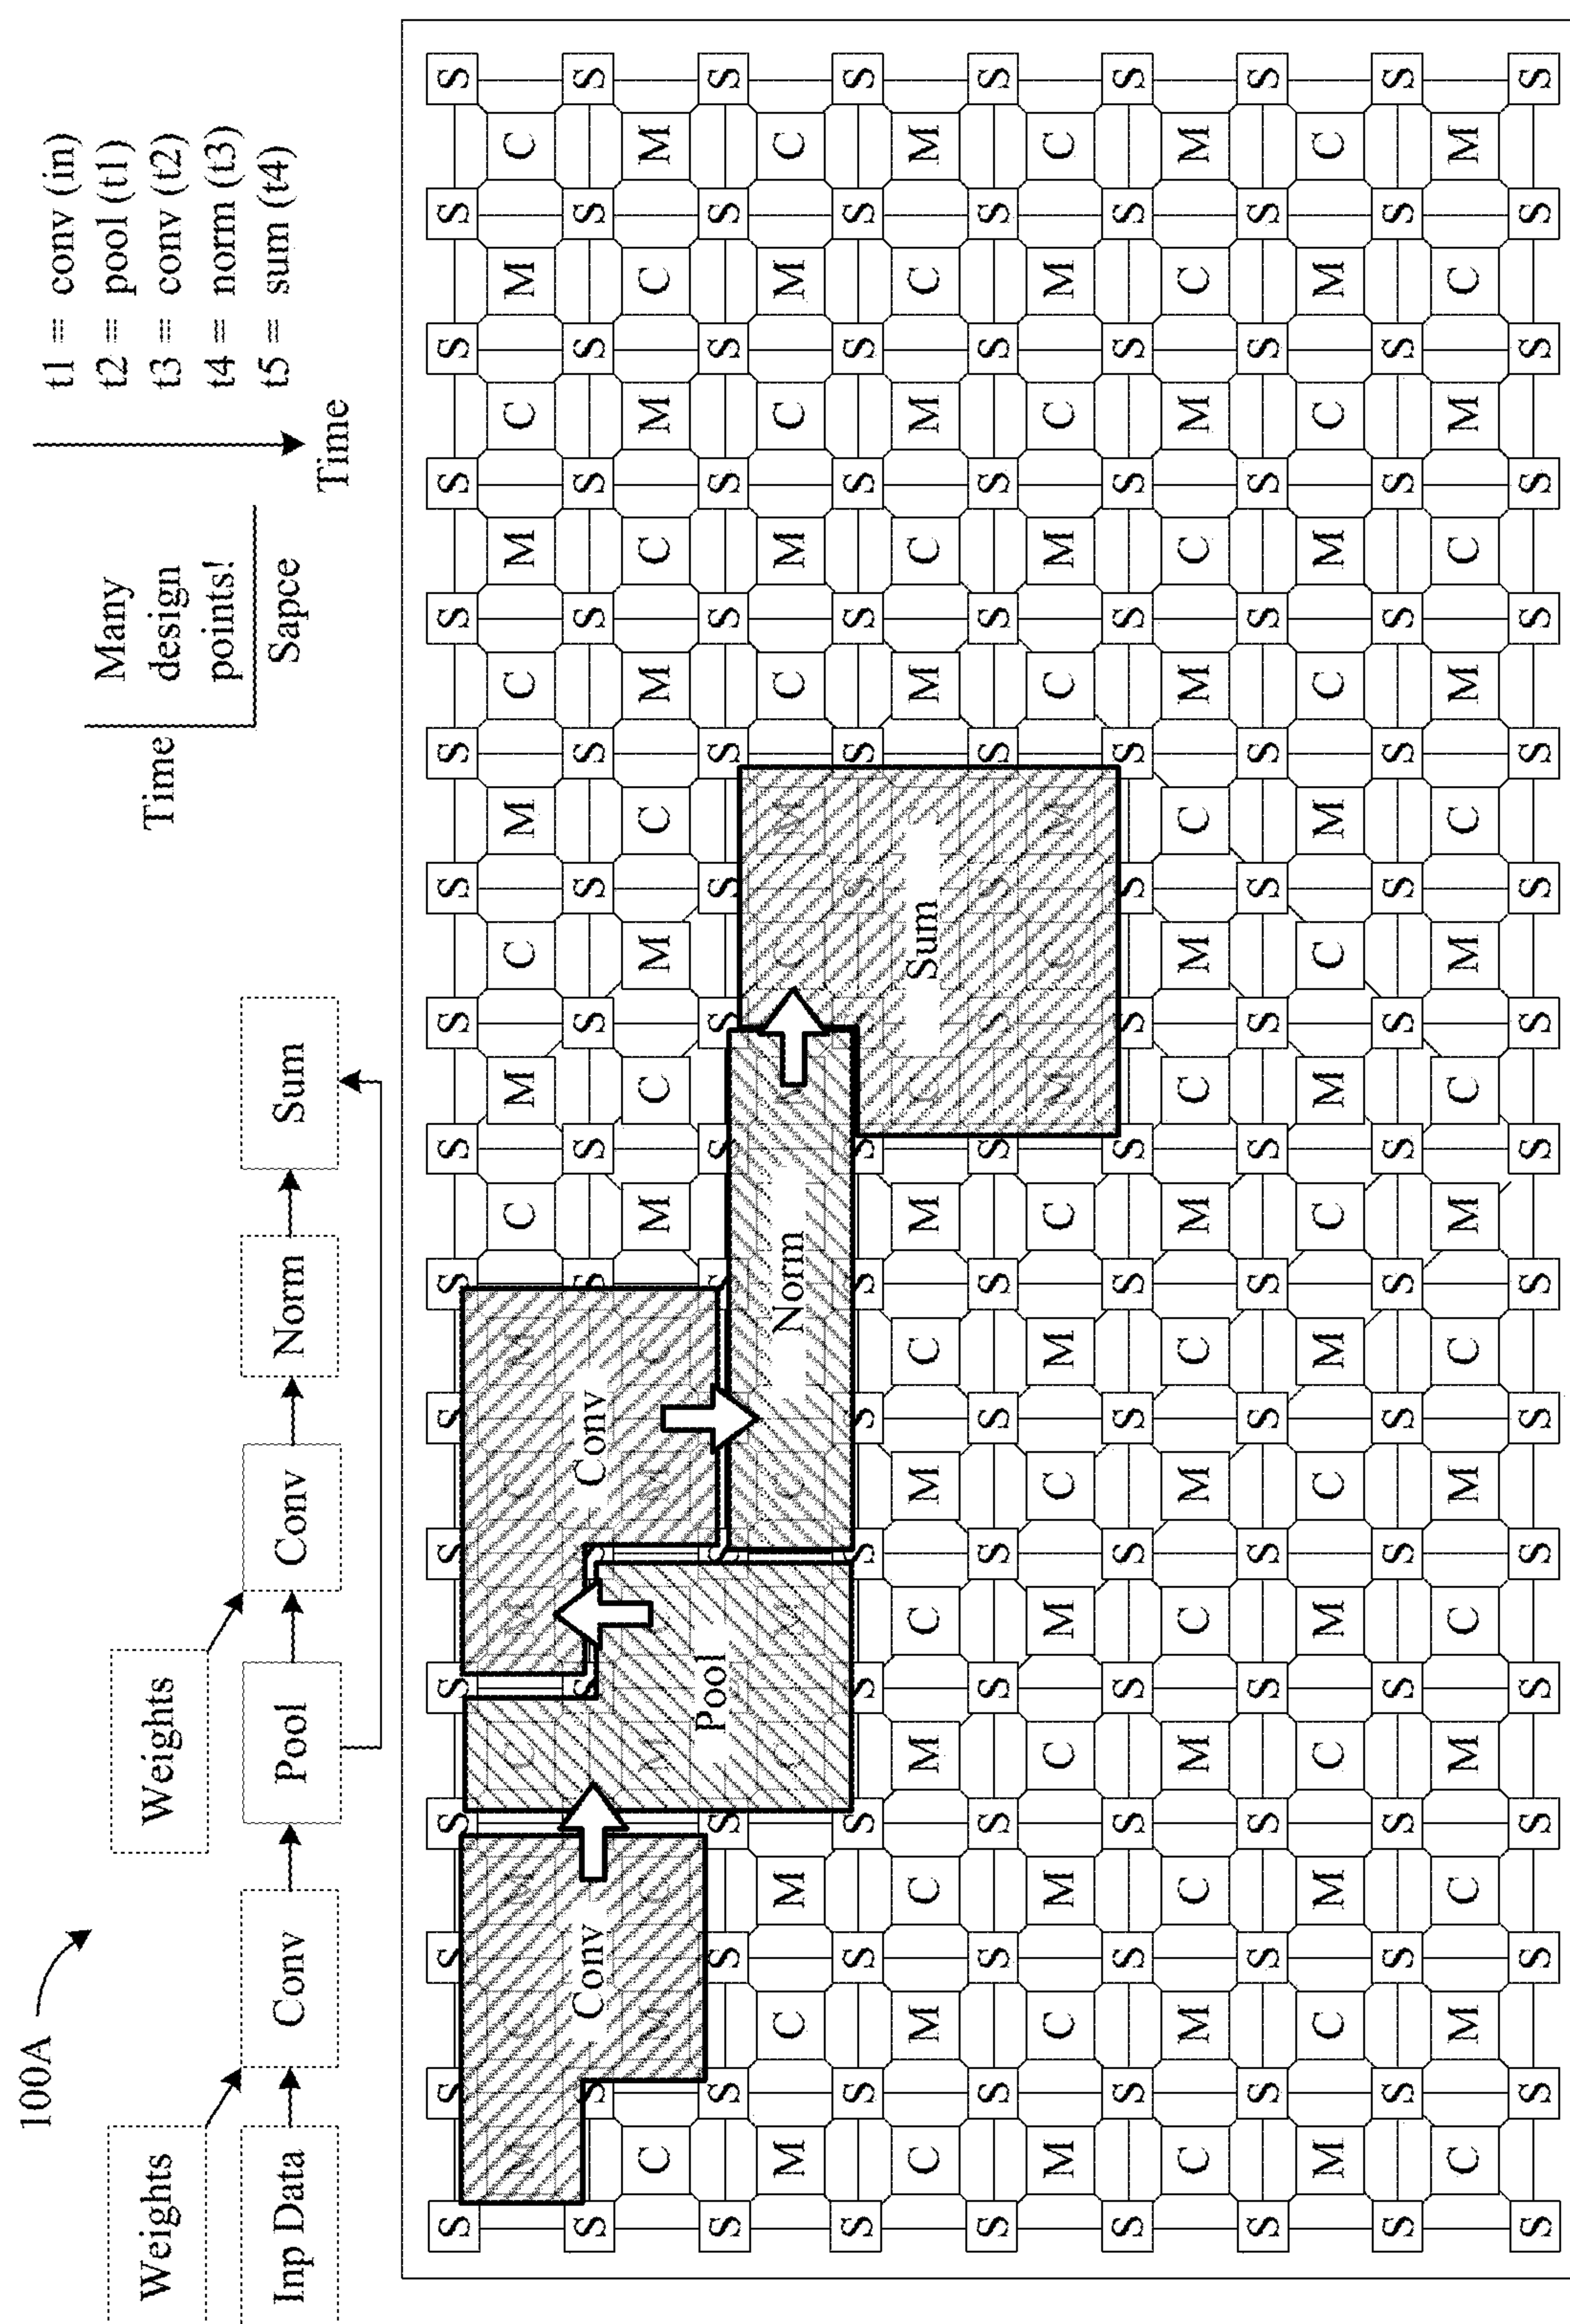 100A
Weights
Weights
Inp Data
Conv
Pool
Conv
Norm
Sum
Time
Many
design
points!
Sapce
t1 = conv (in)
t2 = pool (t1)
t3 = conv (t2)
t4 = norm (t3)
t5 = sum (t4)
Time
S S S S S S S S S S S S S S S S S
M C M C M C M C M C M C M C M C
S S Conv S Conv S S S S S S S S S S
C M C M M C M C M C M C M C M
S S S S Pool S S S S S S S S S S
M C M C M C Norm M C M C M C M C
S S S S S S S S S S S S S S S S
C M C M C M C M C Sum M C M C M
S S S S S S S S S S S S S S S S S
M C M C M C M C M C M C M C M C
S S S S S S S S S S S S S S S S S
C M C M C M C M C M C M C M C M
S S S S S S S S S S S S S S S S S
M C M C M C M C M C M C M C M C
S S S S S S S S S S S S S S S S S
C M C M C M C M C M C M C M C M
S S S S S S S S S S S S S S S S S